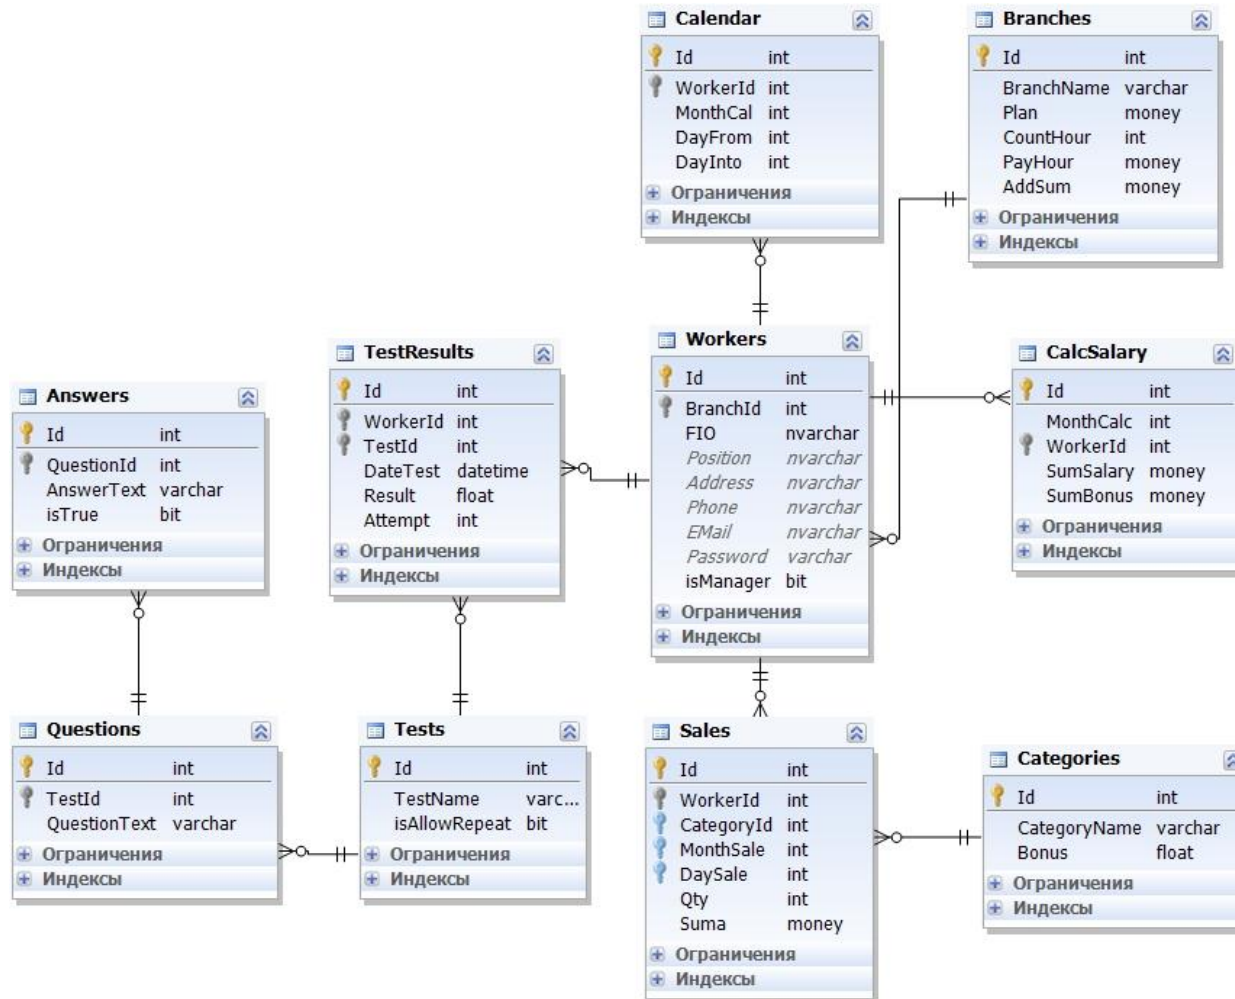 Calendar
Id int
WorkerId int
MonthCal int
DayFrom int
DayInto int
Ограничения
Индексы
Branches
Id int
BranchName varchar
Plan money
CountHour int
PayHour money
AddSum money
Ограничения
Индексы
Answers
Id int
QuestionId int
AnswerText varchar
isTrue bit
Ограничения
Индексы
TestResults
Id int
WorkerId int
TestId int
DateTest datetime
Result float
Attempt int
Ограничения
Индексы
Workers
Id int
BranchId int
FIO nvarchar
Position nvarchar
Address nvarchar
Phone nvarchar
EMail nvarchar
Password varchar
isManager bit
Ограничения
Индексы
CalcSalary
Id int
MonthCalc int
WorkerId int
SumSalary money
SumBonus money
Ограничения
Индексы
Questions
Id int
TestId int
QuestionText varchar
Ограничения
Индексы
Tests
Id int
TestName varc...
isAllowRepeat bit
Ограничения
Индексы
Sales
Id int
WorkerId int
CategoryId int
MonthSale int
DaySale int
Qty int
Suma money
Ограничения
Индексы
Categories
Id int
CategoryName varchar
Bonus float
Ограничения
Индексы